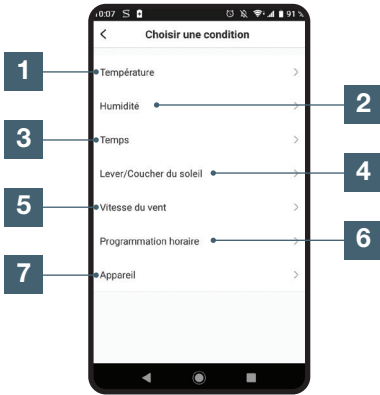 10:07 S 91 %
Choisir une condition
1
Température
Humidité
2
3
Temps
Lever/Coucher du soleil
4
5
Vitesse du vent
Programmation horaire
6
7
Appareil